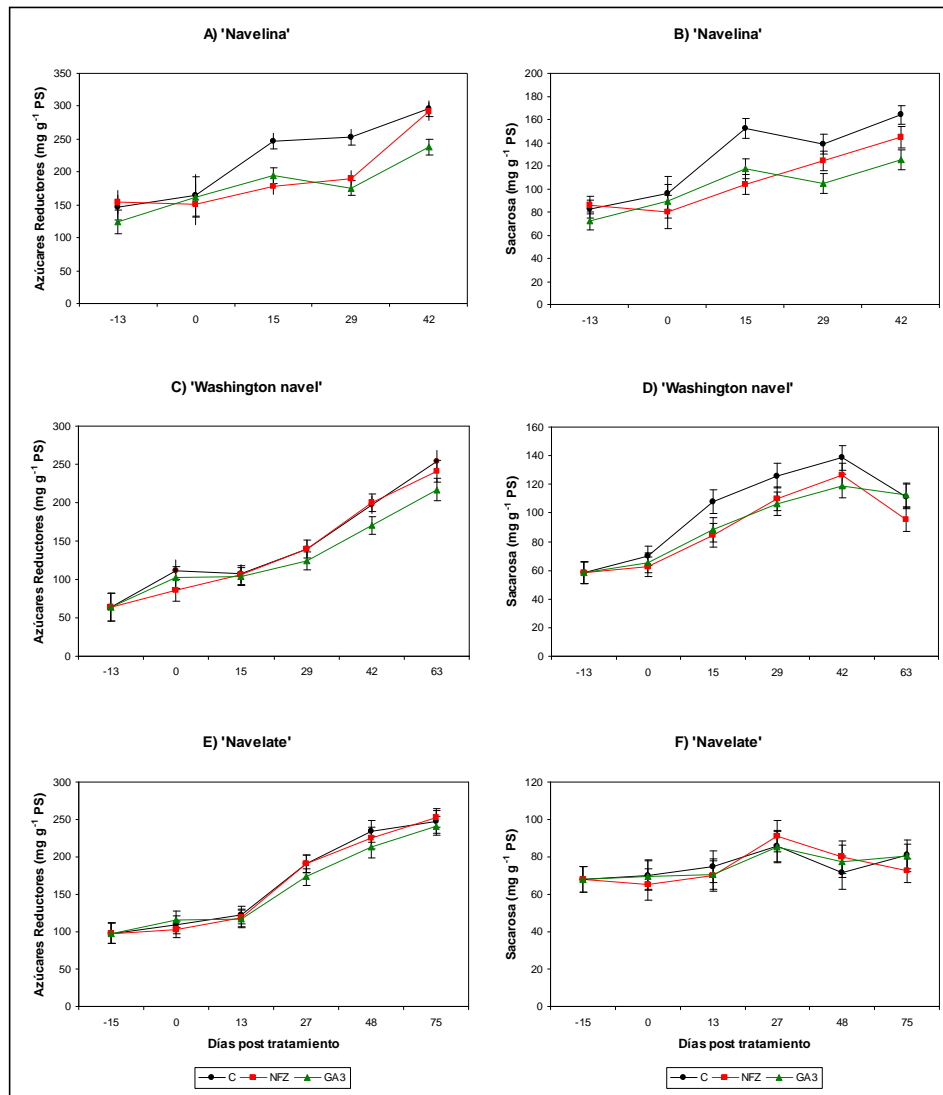 A) 'Navelina'
Azúcares Reductores (mg g-1 PS)
350
300
250
200
150
100
50
0
-13 0 15 29 42
B) 'Navelina'
Sacarosa (mg g-1 PS)
200
180
160
140
120
100
80
60
40
20
0
-13 0 15 29 42
C) 'Washington navel'
Azúcares Reductores (mg g-1 PS)
300
250
200
150
100
50
0
-13 0 15 29 42 63
D) 'Washington navel'
Sacarosa (mg g-1 PS)
160
140
120
100
80
60
40
20
0
-13 0 15 29 42 63
E) 'Navelate'
Azúcares Reductores (mg g-1 PS)
300
250
200
150
100
50
0
-15 0 13 27 48 75
Días post tratamiento
C NFZ GA3
F) 'Navelate'
Sacarosa (mg g-1 PS)
120
100
80
60
40
20
0
-15 0 13 27 48 75
Días post tratamiento
C NFZ GA3